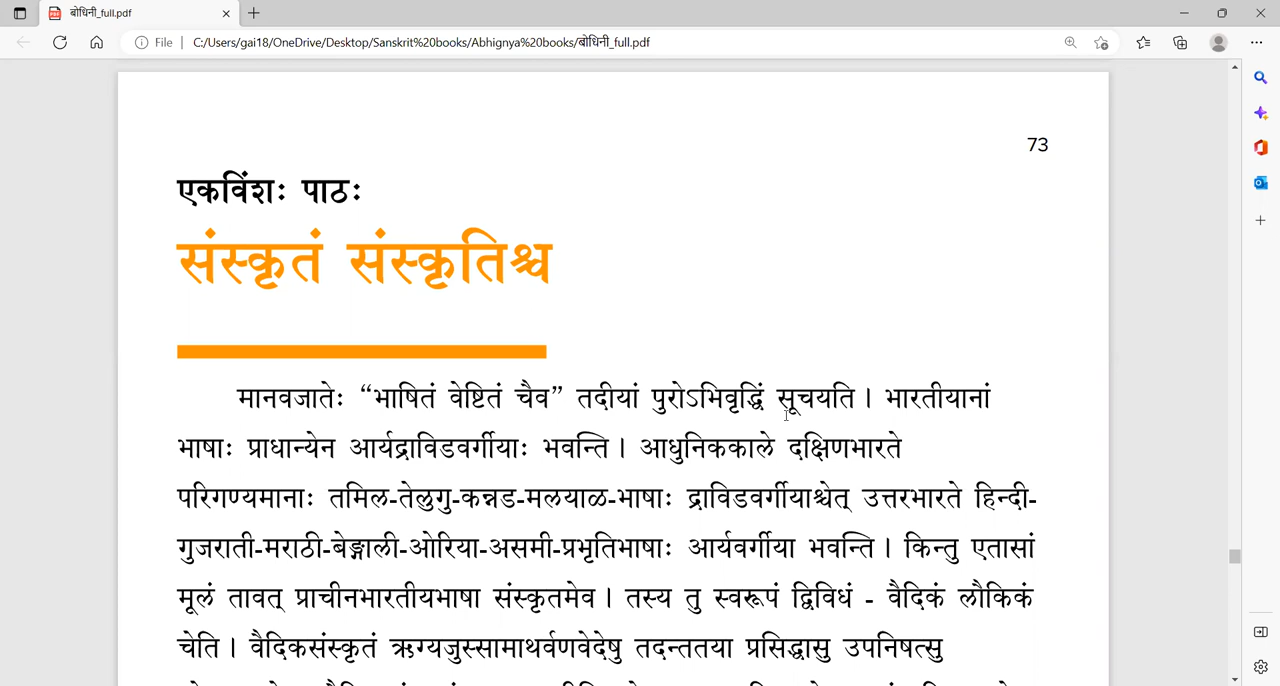 बोधिनी_full.pdf
File
C:/Users/gai18/OneDrive/Desktop/Sanskrit%20books/Abhignya%20books/बोधिनी_full.pdf
73
एकविंशः पाठः
संस्कृतं संस्कृतिश्च
मानवजातेः “भाषितं वेष्टितं चैव” तदीयां पुरोऽभिवृद्धिं सूचयति । भारतीयानां
भाषाः प्राधान्येन आर्यद्राविडवर्गीयाः भवन्ति । आधुनिककाले दक्षिणभारते
परिगण्यमानाः तमिल-तेलुगु-कन्नड-मलयाळ-भाषाः द्राविडवर्गीयाश्चेत् उत्तरभारते हिन्दी-
गुजराती-मराठी-बेङ्गाली-ओरिया-असमी-प्रभृतिभाषाः आर्यवर्गीया भवन्ति । किन्तु एतासां
मूलं तावत् प्राचीनभारतीयभाषा संस्कृतमेव । तस्य तु स्वरूपं द्विविधं - वैदिकं लौकिकं
चेति । वैदिकसंस्कृतं ऋग्यजुस्सामाथर्वणवेदेषु तदन्ततया प्रसिद्धासु उपनिषत्सु